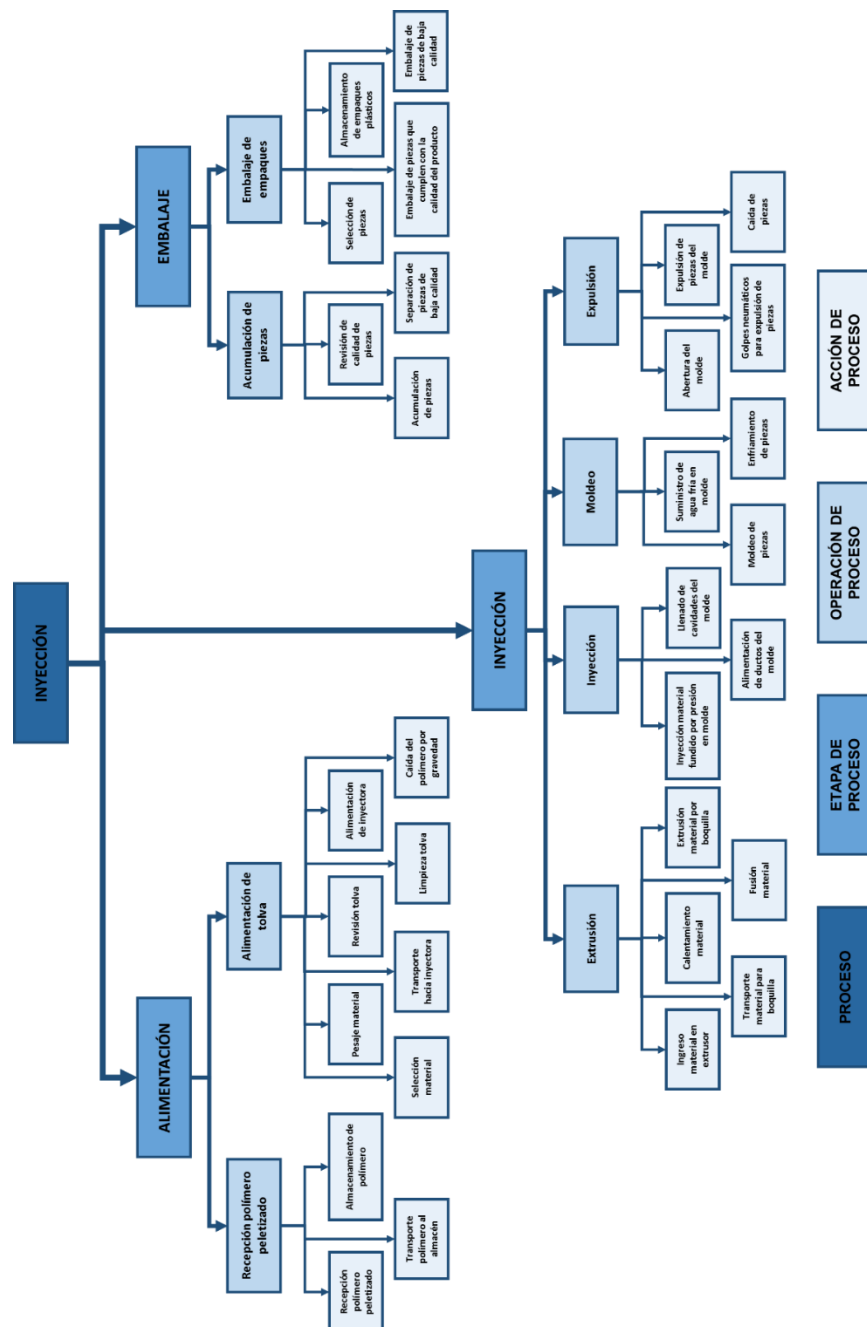 INYECCIÓN
ALIMENTACIÓN
Recepción polímero
peletizado
Recepción
polímero
peletizado
Transporte
polímero al
almacén
Almacenamiento de
polímero
Alimentación de
tolva
Selección
material
Pesaje material
Transporte
hacia inyectora
Revisión tolva
Limpieza tolva
Alimentación
de inyectora
Caída del
polímero por
gravedad
EMBALAJE
Acumulación de
piezas
Acumulación
de piezas
Revisión de
calidad de
piezas
Separación de
piezas de
baja calidad
Embalaje de
empaques
Selección de
piezas
Embalaje de piezas que
cumplen con la
calidad del producto
Almacenamiento
de empaques
plásticos
Embalaje de
piezas de baja
calidad
INYECCIÓN
Extrusión
Ingreso
material en
extrusor
Transporte
material para
boquilla
Calentamiento
material
Fusión
material
Extrusión
material por
boquilla
Inyección
Inyección material
fundido por presión
en molde
Alimentación
de ductos del
molde
Llenado de
cavidades del
molde
Moldeo
Moldeo de
piezas
Suministro de
agua fría en
molde
Enfriamiento
de piezas
Expulsión
Abertura del
molde
Golpes neumáticos
para expulsión de
piezas
Expulsión de
piezas del
molde
Caída de
piezas
PROCESO
ETAPA DE
PROCESO
OPERACIÓN DE
PROCESO
ACCIÓN DE
PROCESO